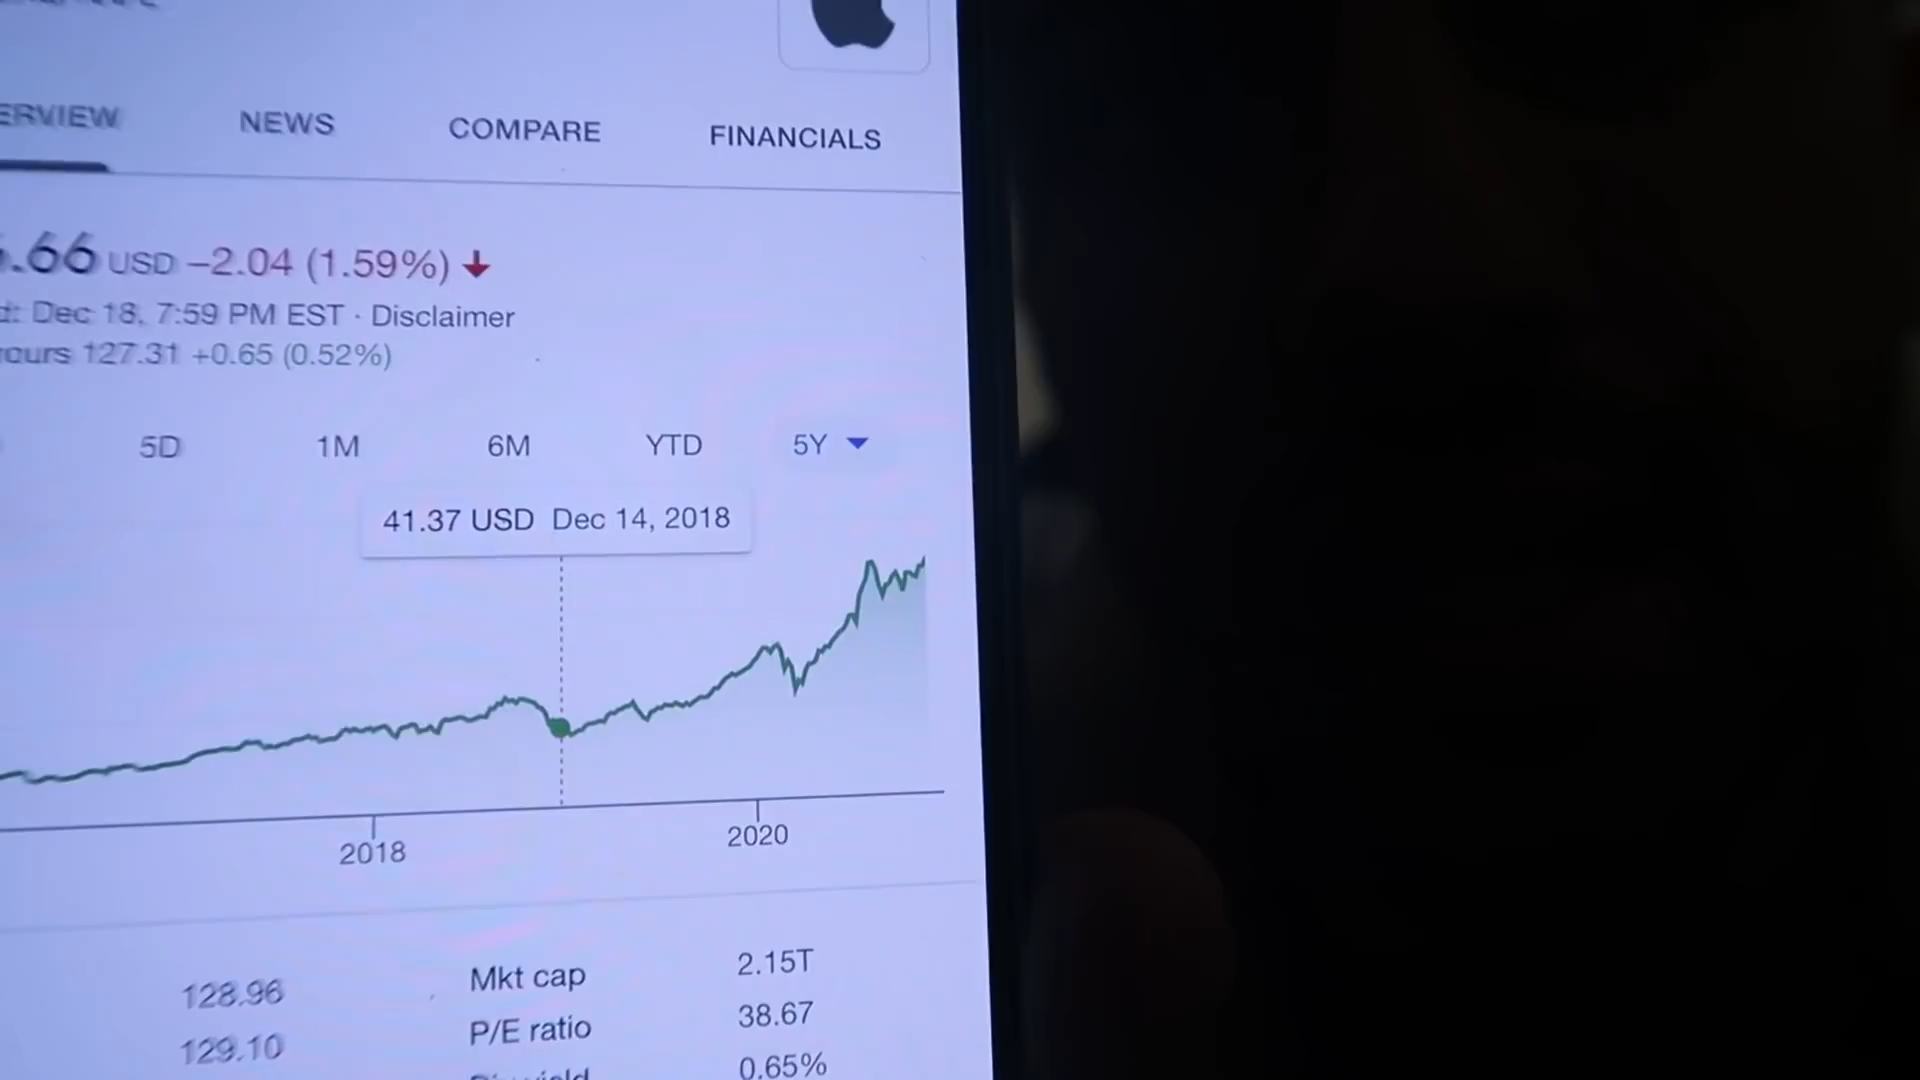 ERVIEW NEWS COMPARE FINANCIALS
.66 USD −2.04 (1.59%)
Dec 18, 7:59 PM EST · Disclaimer
127.31 +0.65 (0.52%)
5D 1M 6M YTD 5Y
41.37 USD Dec 14, 2018
2018 2020
128.96 Mkt cap 2.15T
129.10 P/E ratio 38.67
0.65%